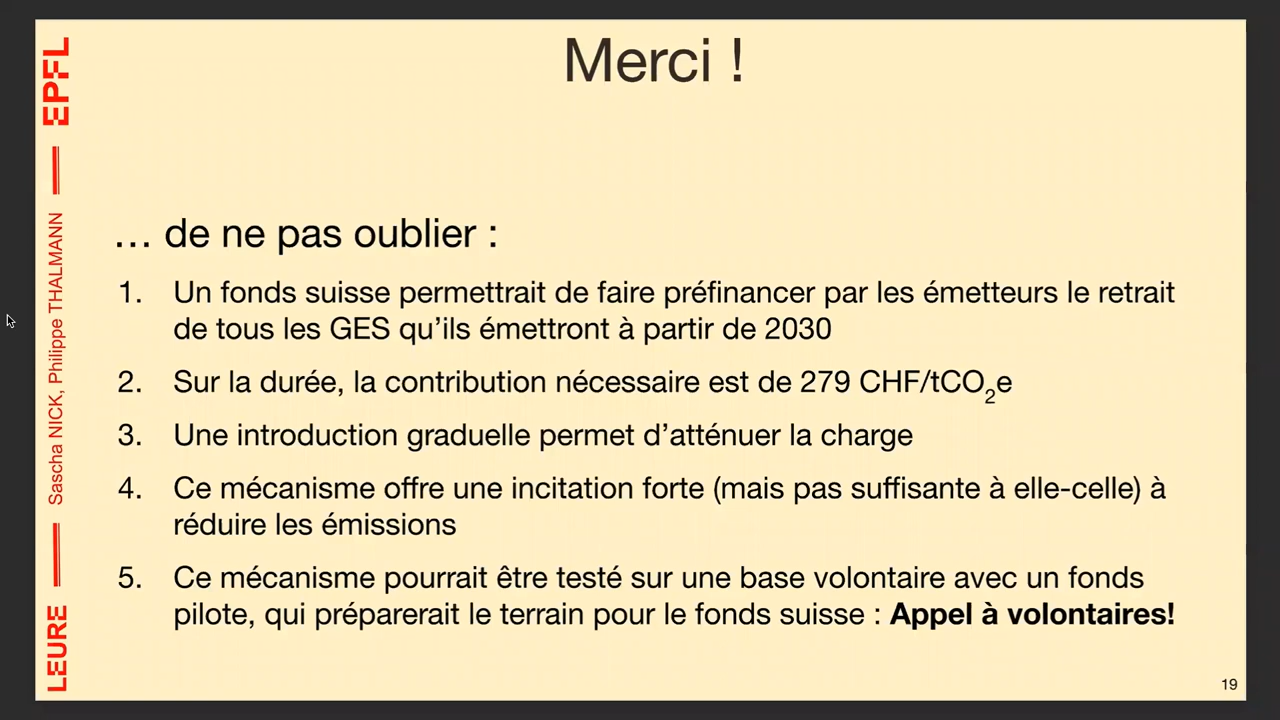 Merci !
… de ne pas oublier :
1. Un fonds suisse permettrait de faire préfinancer par les émetteurs le retrait
de tous les GES qu’ils émettront à partir de 2030
2. Sur la durée, la contribution nécessaire est de 279 CHF/tCO₂e
3. Une introduction graduelle permet d’atténuer la charge
4. Ce mécanisme offre une incitation forte (mais pas suffisante à elle-celle) à
réduire les émissions
5. Ce mécanisme pourrait être testé sur une base volontaire avec un fonds
pilote, qui préparerait le terrain pour le fonds suisse : Appel à volontaires!
LEURE
Sascha NICK, Philippe THALMANN
EPFL
19